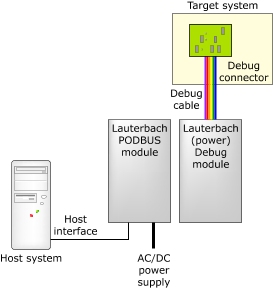 Target system
Debug
connector
Debug
cable
Lauterbach
PODBUS
module
Lauterbach
(power)
Debug
module
Host
interface
Host system
AC/DC
power
supply